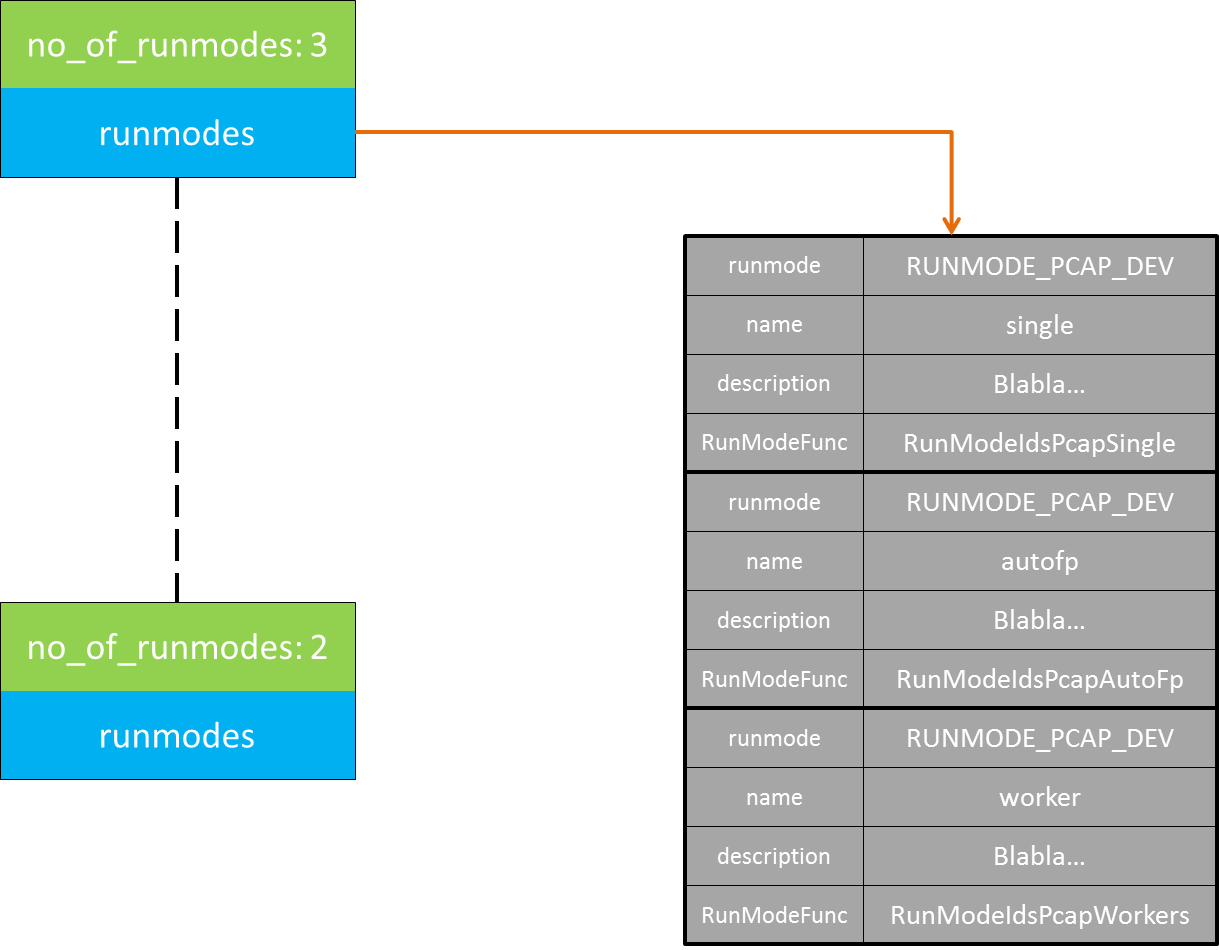 no_of_runmodes: 3
runmodes
runmode RUNMODE_PCAP_DEV
name single
description Blabla...
RunModeFunc RunModeIdsPcapSingle
runmode RUNMODE_PCAP_DEV
name autofp
description Blabla...
RunModeFunc RunModeIdsPcapAutoFp
runmode RUNMODE_PCAP_DEV
name worker
description Blabla...
RunModeFunc RunModeIdsPcapWorkers
no_of_runmodes: 2
runmodes